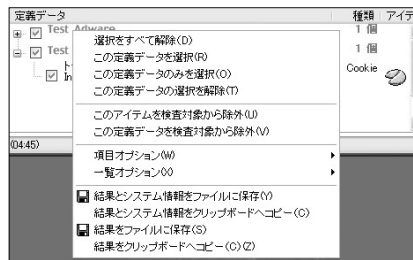 定義データ 種類 アイテ
Test Adware 1 個
Test 1 個
Cookie
選択をすべて解除(D)
この定義データを選択(R)
この定義データのみを選択(O)
この定義データの選択を解除(T)
このアイテムを検査対象から除外(U)
この定義データを検査対象から除外(V)
(04:45)
項目オプション(W)
一覧オプション(X)
結果とシステム情報をファイルに保存(Y)
結果とシステム情報をクリップボードへコピー(C)
結果をファイルに保存(S)
結果をクリップボードへコピー(C)(Z)